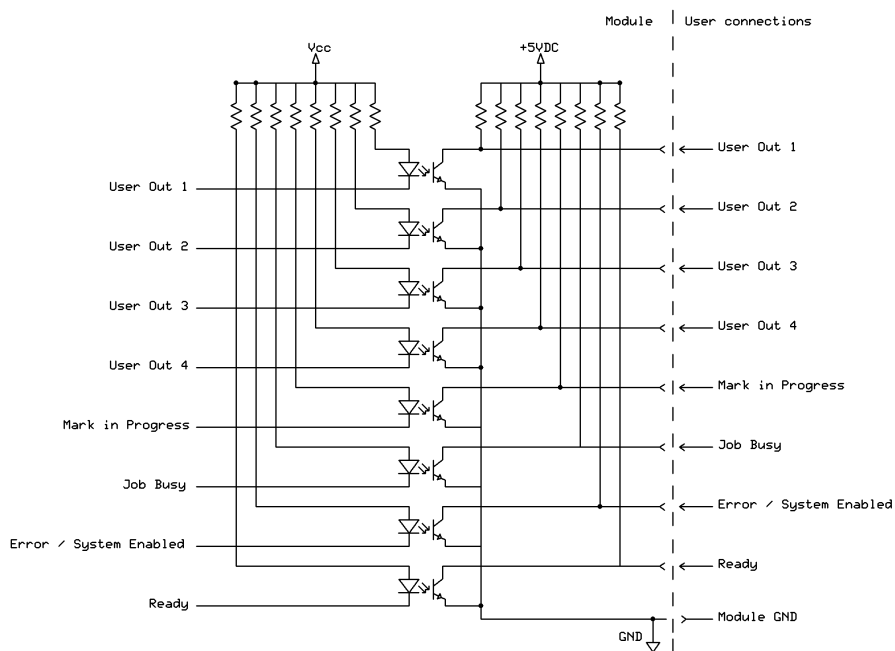 Module
User connections
Vcc
+5VDC
User Out 1
User Out 1
User Out 2
User Out 2
User Out 3
User Out 3
User Out 4
User Out 4
Mark in Progress
Mark in Progress
Job Busy
Job Busy
Error / System Enabled
Error / System Enabled
Ready
Ready
Module GND
GND